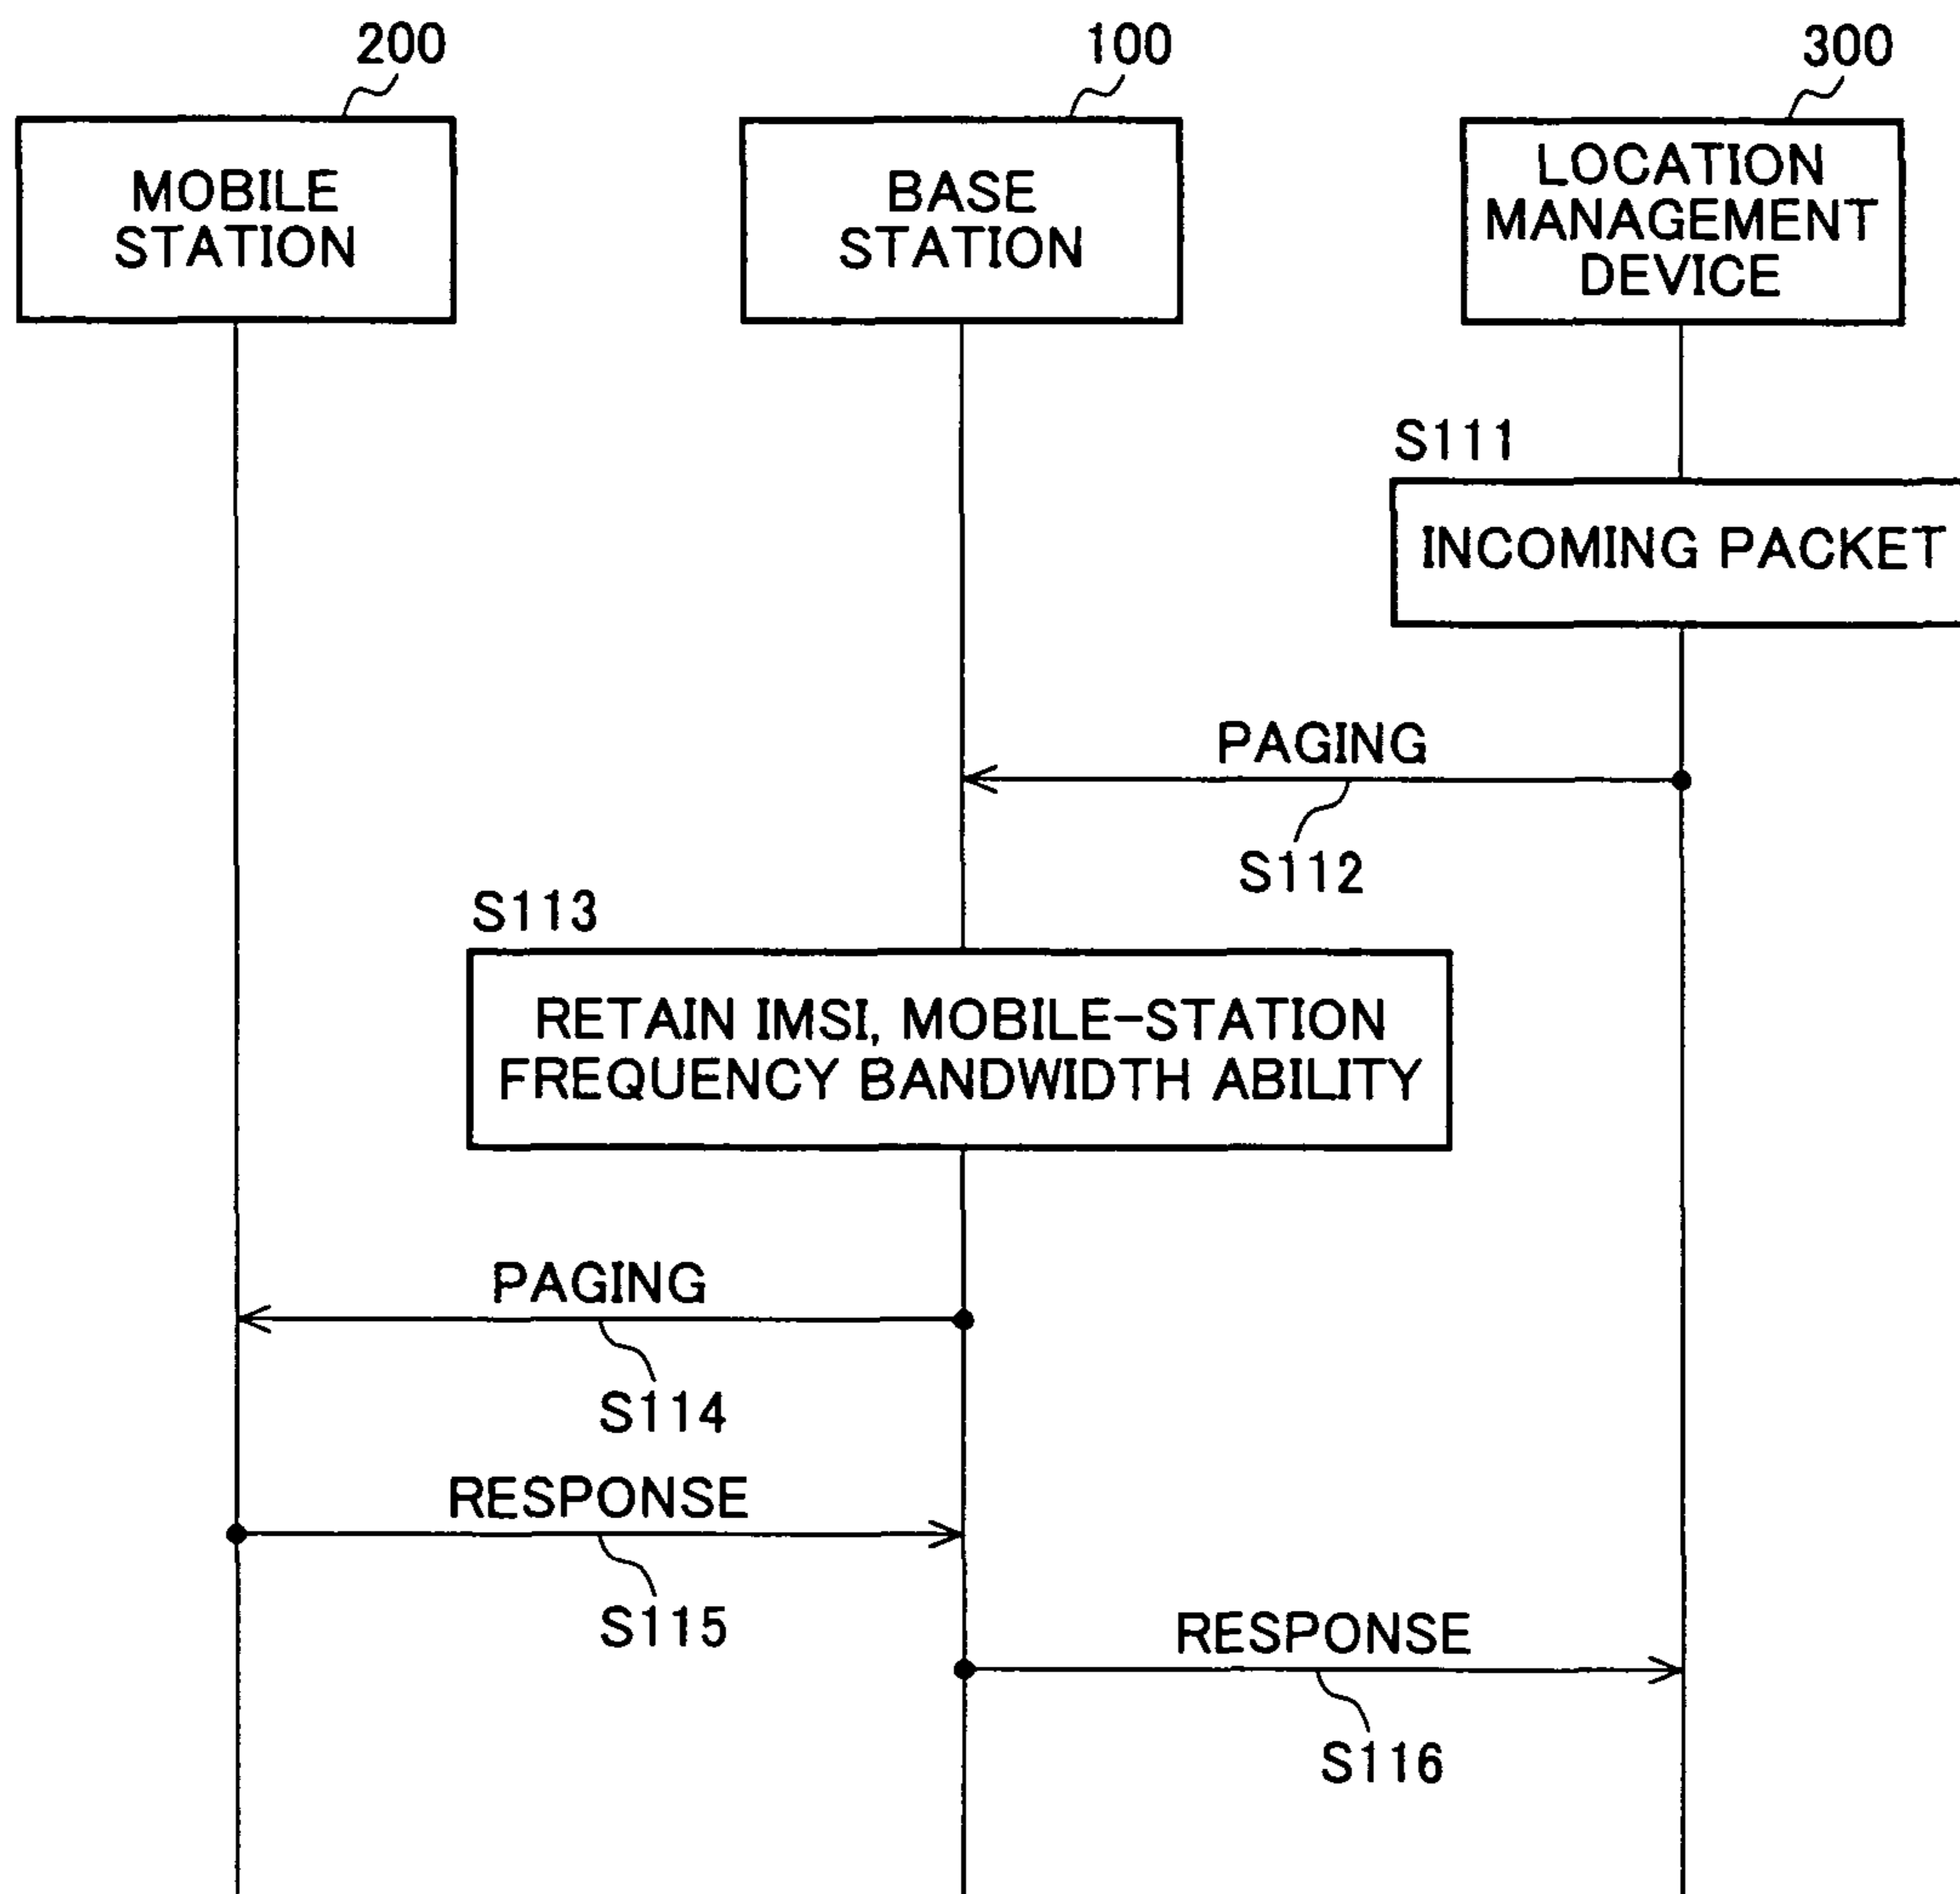 200
100
300
MOBILE
STATION
BASE
STATION
LOCATION
MANAGEMENT
DEVICE
S111
INCOMING PACKET
PAGING
S112
S113
RETAIN IMSI, MOBILE-STATION
FREQUENCY BANDWIDTH ABILITY
PAGING
S114
RESPONSE
S115
RESPONSE
S116